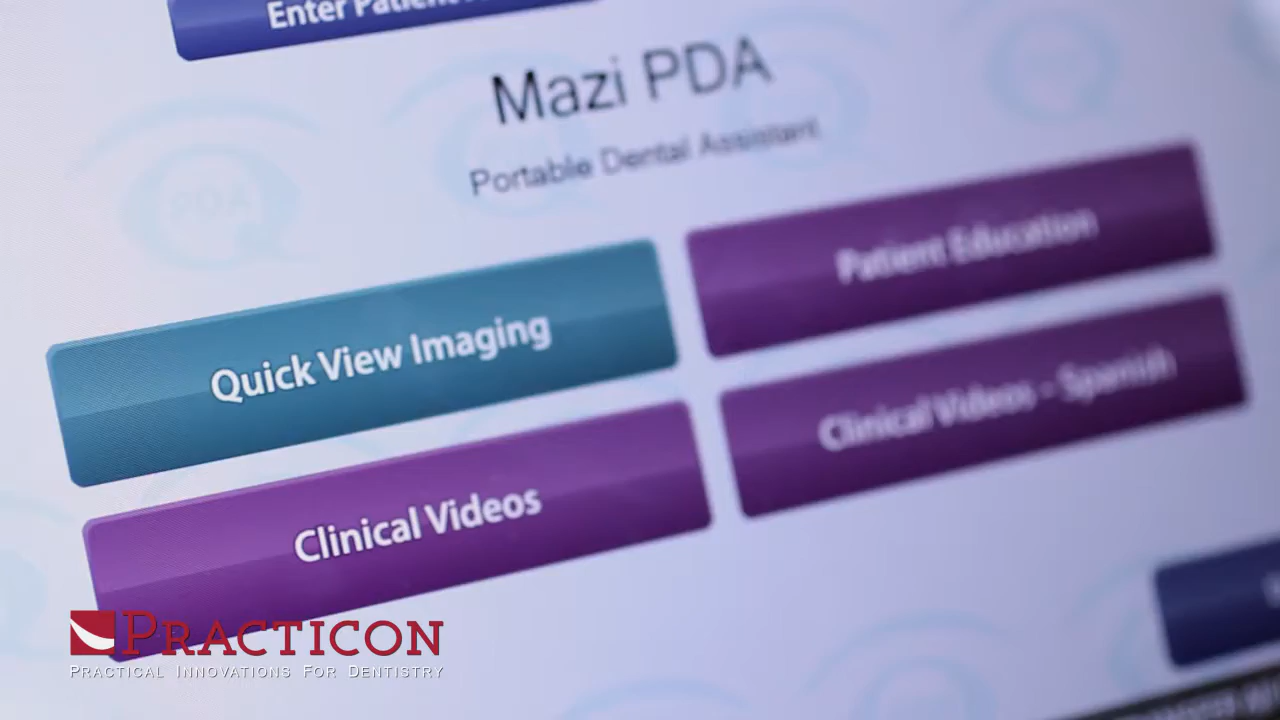 Enter Patient
Mazi PDA
Portable Dental Assistant
PDA
Patient Education
Quick View Imaging
Clinical Videos - Spanish
Clinical Videos
PRACTICON
PRACTICAL INNOVATIONS FOR DENTISTRY